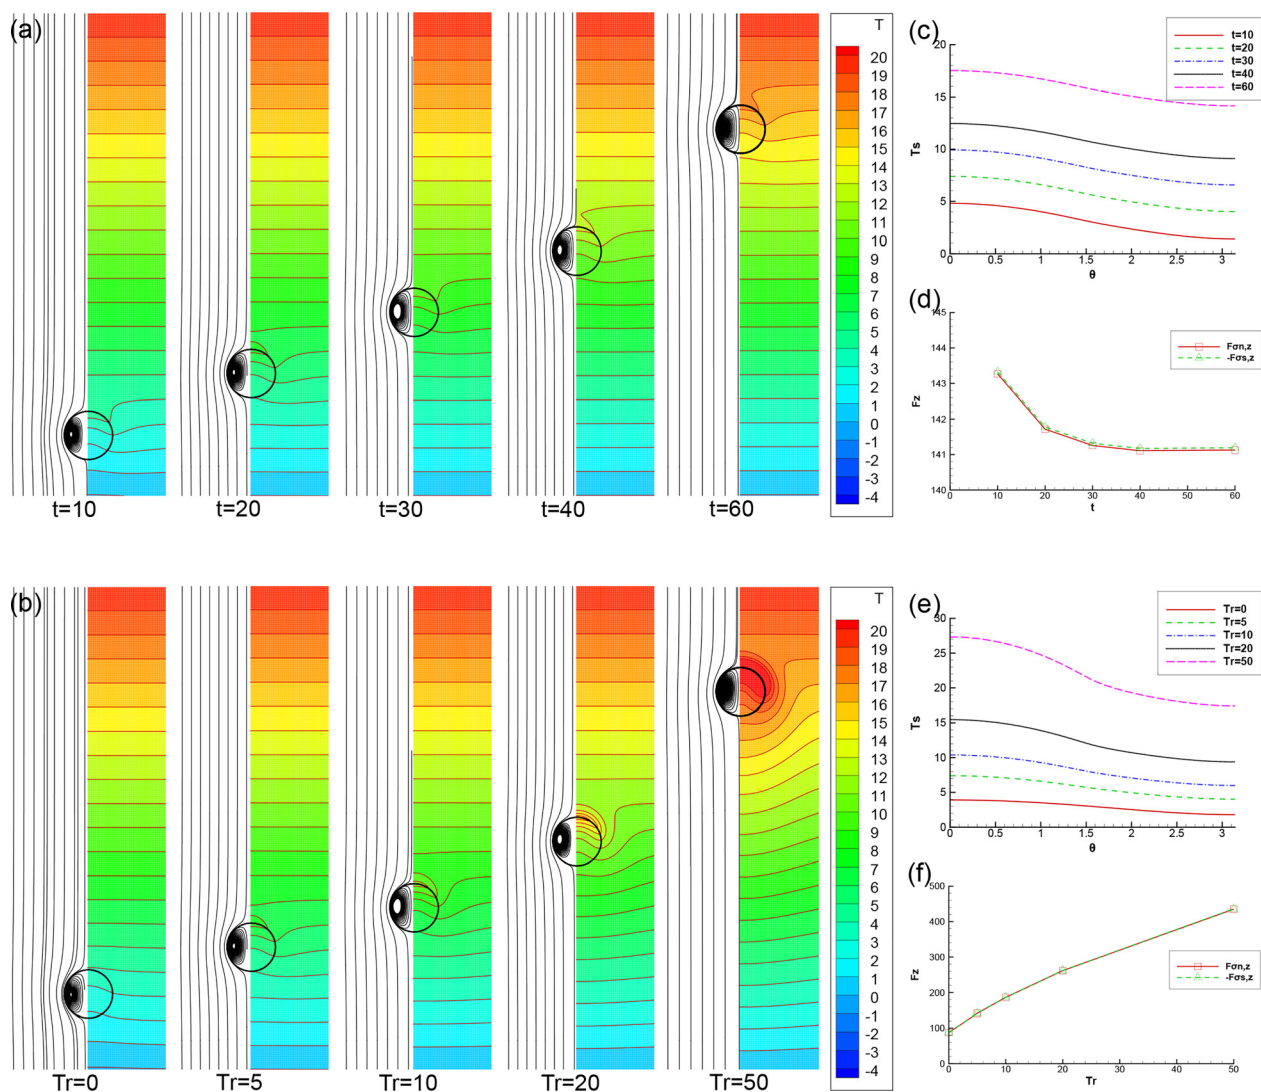 (a)
t=10
t=20
t=30
t=40
t=60
T
20
19
18
17
16
15
14
13
12
11
10
9
8
7
6
5
4
3
2
1
0
-1
-2
-3
-4
(c)
t=10
t=20
t=30
t=40
t=60
20
15
10
5
0
Ts
0 0.5 1 1.5 2 2.5 3
θ
(d)
145
144
143
142
141
140
Fz
Fσn,z
-Fσs,z
0 10 20 30 40 50 60
t
(b)
Tr=0
Tr=5
Tr=10
Tr=20
Tr=50
T
20
19
18
17
16
15
14
13
12
11
10
9
8
7
6
5
4
3
2
1
0
-1
-2
-3
-4
(e)
Tr=0
Tr=5
Tr=10
Tr=20
Tr=50
30
25
20
15
10
5
0
Ts
0 0.5 1 1.5 2 2.5 3
θ
(f)
500
400
300
200
100
0
Fz
Fσn,z
-Fσs,z
0 10 20 30 40 50
Tr